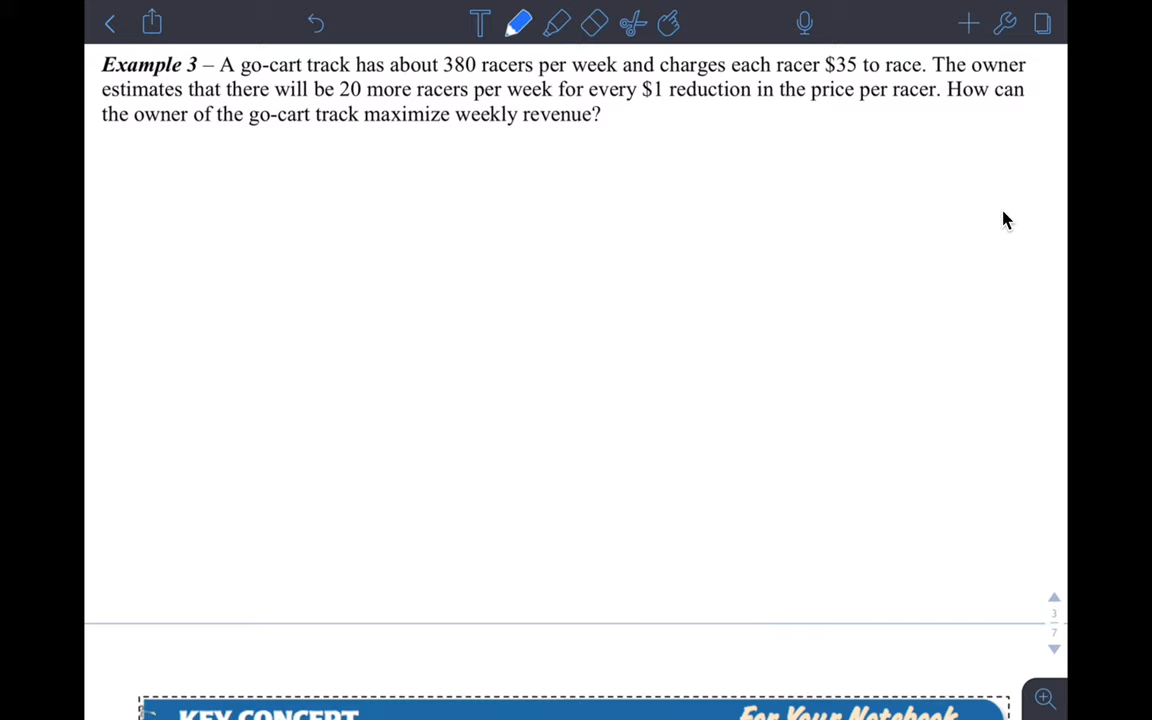 Example 3 – A go-cart track has about 380 racers per week and charges each racer $35 to race. The owner
estimates that there will be 20 more racers per week for every $1 reduction in the price per racer. How can
the owner of the go-cart track maximize weekly revenue?
3
7
KEY CONCEPT For Your Notebook